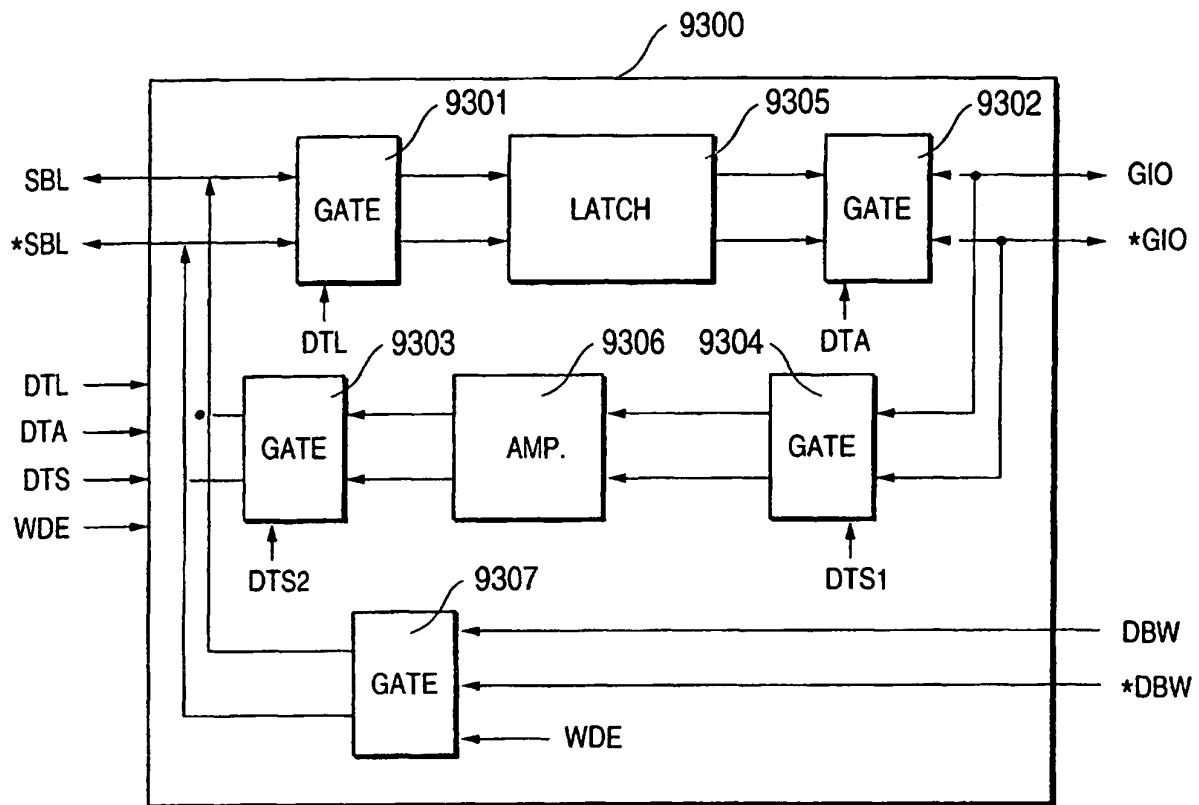 9300
9301
9305
9302
SBL
GATE
LATCH
GATE
GIO
*SBL
*GIO
DTL
9303
9306
9304
DTA
DTL
DTA
GATE
AMP.
GATE
DTS
WDE
DTS2
9307
DTS1
DBW
GATE
*DBW
WDE